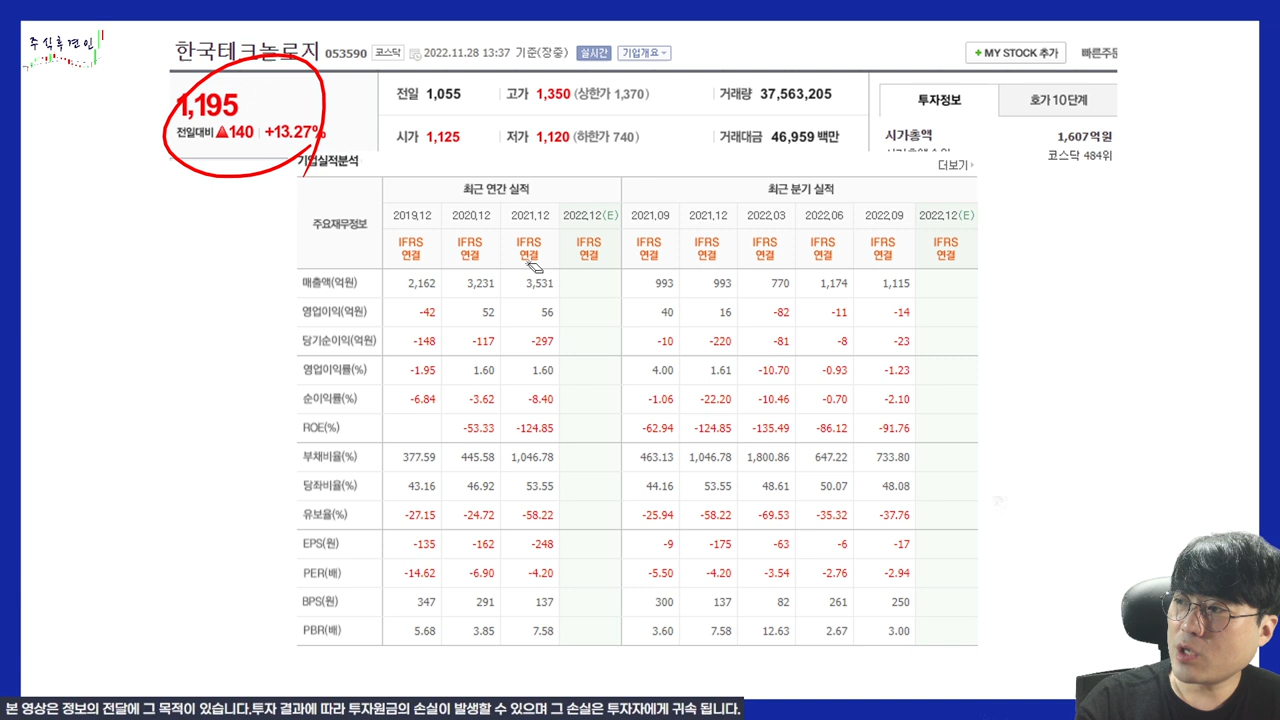 주식후견인
한국테크놀로지 053590 코스닥 2022.11.28 13:37 기준(장중) 실시간 기업개요 + MY STOCK 추가 빠른주문
1,195 전일 1,055 고가 1,350 (상한가 1,370) 거래량 37,563,205 투자정보 호가 10단계
전일대비 ▲140 +13.27% 시가 1,125 저가 1,120 (하한가 740) 거래대금 46,959 백만 시가총액 1,607억원
코스닥 484위
기업실적분석 더보기
주요재무정보 최근 연간 실적 최근 분기 실적
2019.12 2020.12 2021.12 2022.12(E) 2021.09 2021.12 2022.03 2022.06 2022.09 2022.12(E)
IFRS IFRS IFRS IFRS IFRS IFRS IFRS IFRS IFRS IFRS
연결 연결 연결 연결 연결 연결 연결 연결 연결 연결
매출액(억원) 2,162 3,231 3,531 993 993 770 1,174 1,115
영업이익(억원) -42 52 56 40 16 -82 -11 -14
당기순이익(억원) -148 -117 -297 -10 -220 -81 -8 -23
영업이익률(%) -1.95 1.60 1.60 4.00 1.61 -10.70 -0.93 -1.23
순이익률(%) -6.84 -3.62 -8.40 -1.06 -22.20 -10.46 -0.70 -2.10
ROE(%) -53.33 -124.85 -62.94 -124.85 -135.49 -86.12 -91.76
부채비율(%) 377.59 445.58 1,046.78 463.13 1,046.78 1,800.86 647.22 733.80
당좌비율(%) 43.16 46.92 53.55 44.16 53.55 48.61 50.07 48.08
유보율(%) -27.15 -24.72 -58.22 -25.94 -58.22 -69.53 -35.32 -37.76
EPS(원) -135 -162 -248 -9 -175 -63 -6 -17
PER(배) -14.62 -6.90 -4.20 -5.50 -4.20 -3.54 -2.76 -2.94
BPS(원) 347 291 137 300 137 82 261 250
PBR(배) 5.68 3.85 7.58 3.60 7.58 12.63 2.67 3.00
본 영상은 정보의 전달에 그 목적이 있습니다.투자 결과에 따라 투자원금의 손실이 발생할 수 있으며 그 손실은 투자자에게 귀속 됩니다.